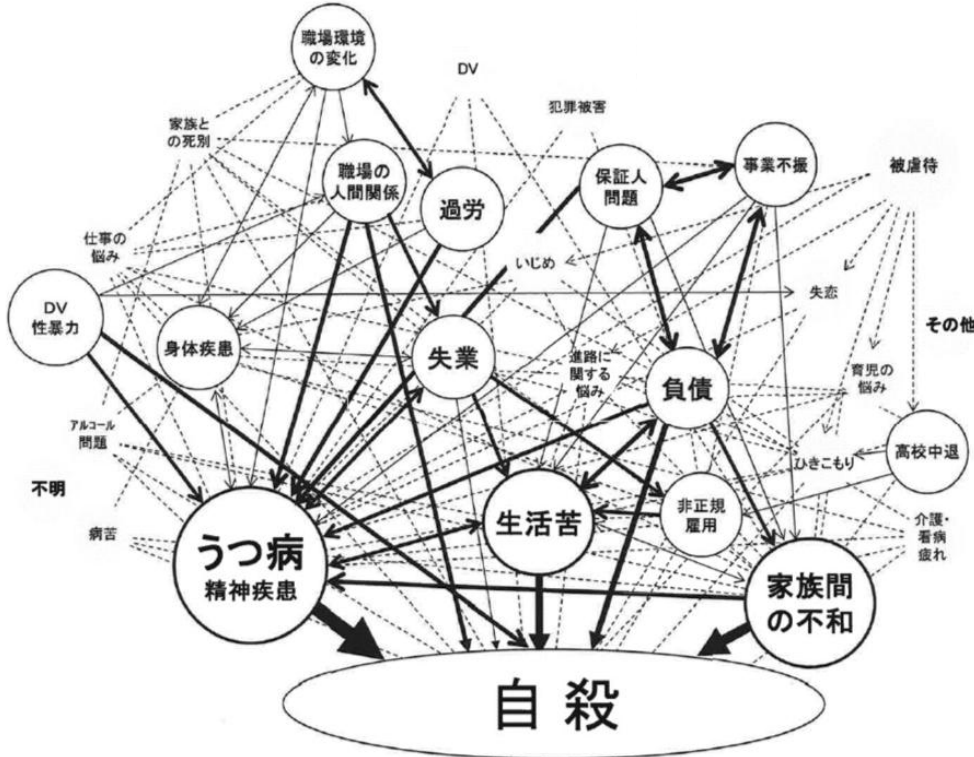 職場環境
の変化
DV
犯罪被害
家族と
の死別
職場の
人間関係
過労
保証人
問題
事業不振
被虐待
仕事の
悩み
いじめ
DV
性暴力
失恋
その他
身体疾患
失業
進路に
関する
悩み
負債
育児の
悩み
アルコール
問題
ひきこもり
高校中退
不明
病苦
うつ病
精神疾患
生活苦
非正規
雇用
介護・
看病
疲れ
家族間
の不和
自殺